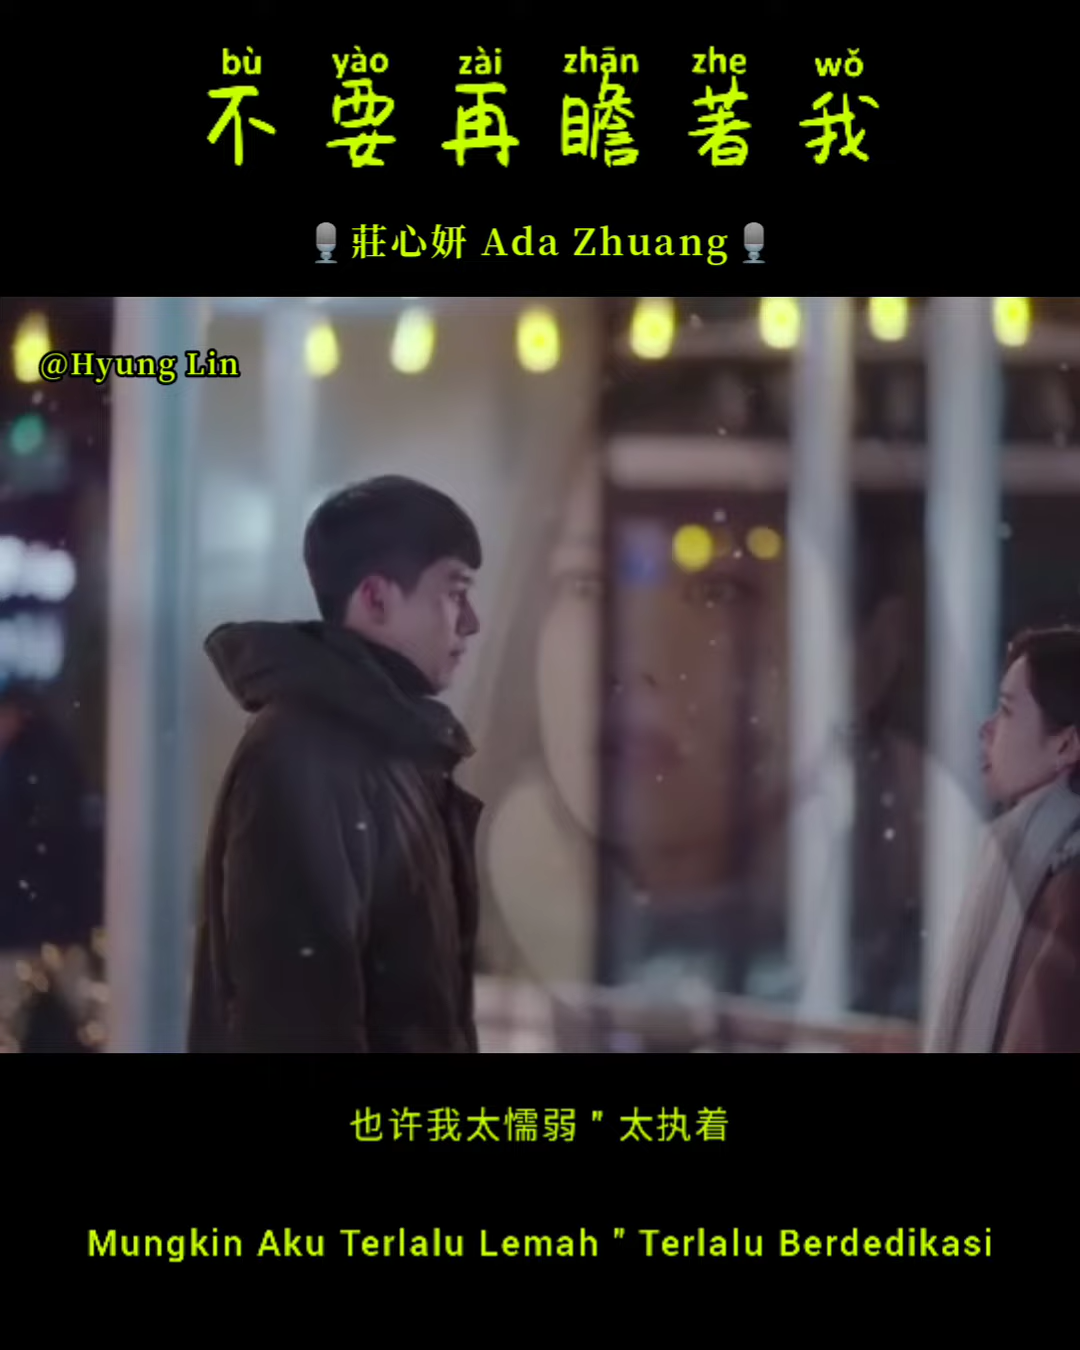 bù yào zài zhān zhe wǒ
不要再瞻著我
莊心妍 Ada Zhuang
@Hyung Lin
也许我太懦弱 " 太执着
Mungkin Aku Terlalu Lemah " Terlalu Berdedikasi